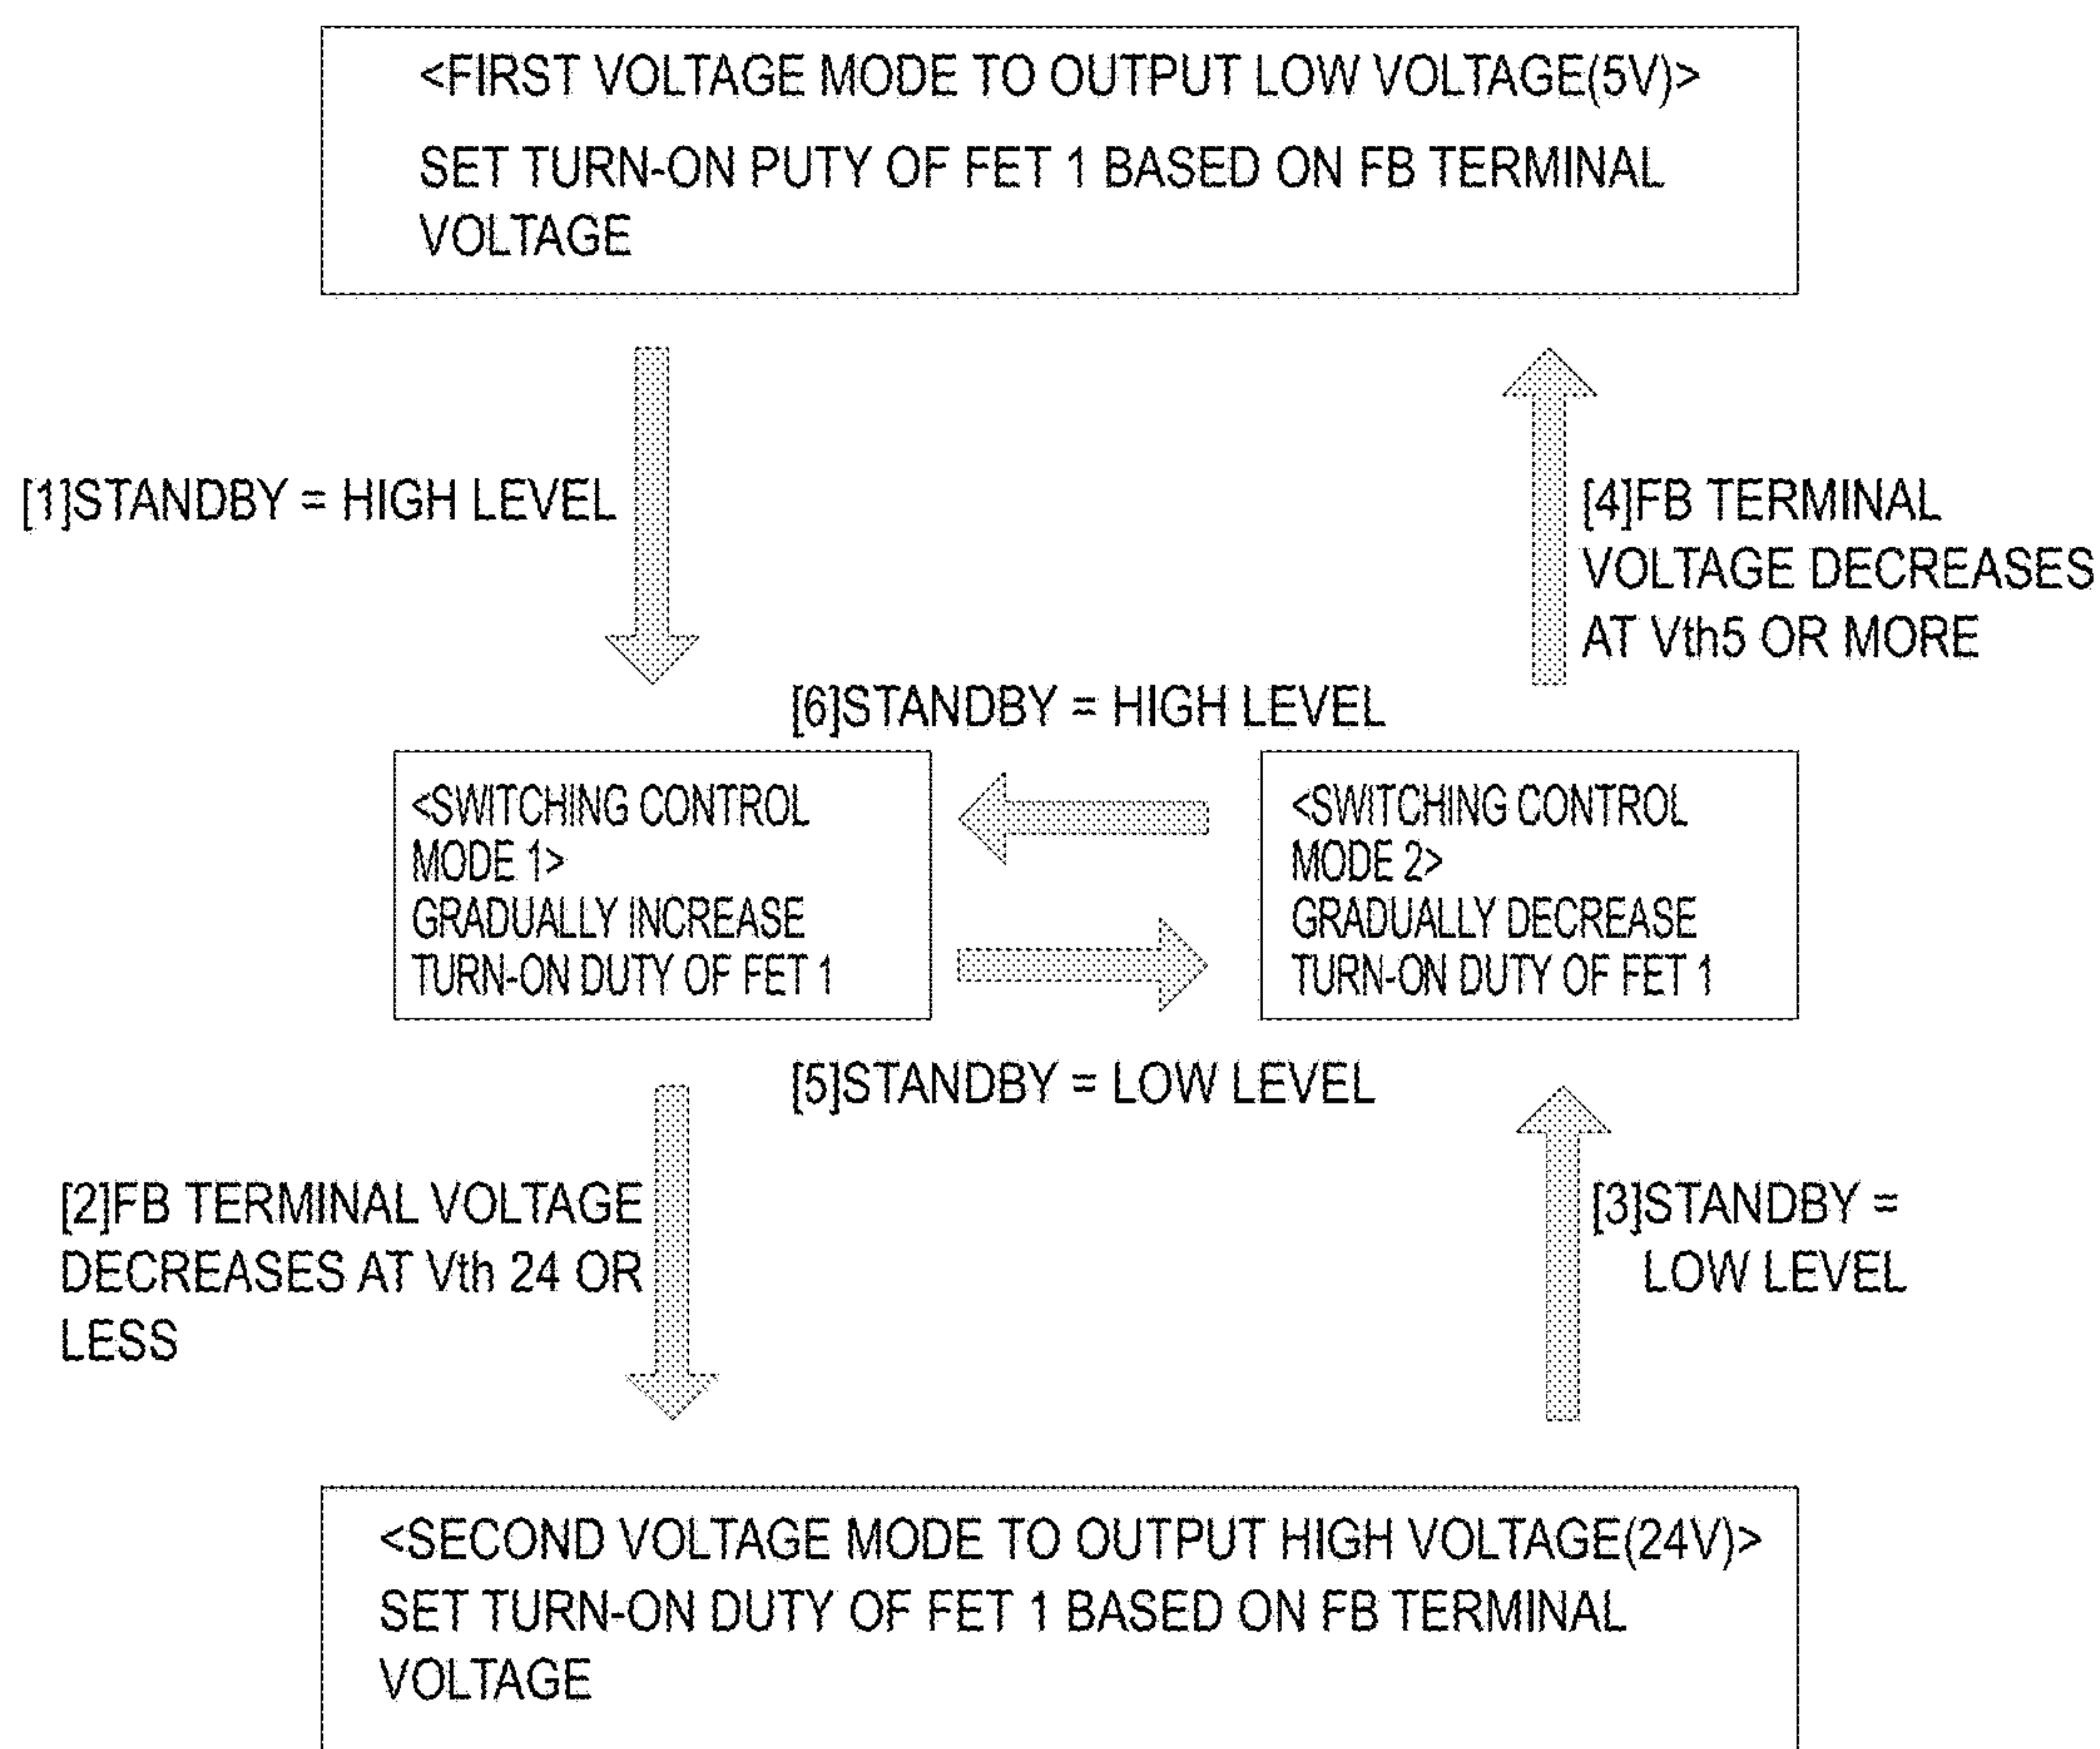 <FIRST VOLTAGE MODE TO OUTPUT LOW VOLTAGE(5V)>
SET TURN-ON PUTY OF FET 1 BASED ON FB TERMINAL
VOLTAGE
[1]STANDBY = HIGH LEVEL
[4]FB TERMINAL
VOLTAGE DECREASES
AT Vth5 OR MORE
[6]STANDBY = HIGH LEVEL
<SWITCHING CONTROL
MODE 1>
GRADUALLY INCREASE
TURN-ON DUTY OF FET 1
<SWITCHING CONTROL
MODE 2>
GRADUALLY DECREASE
TURN-ON DUTY OF FET 1
[5]STANDBY = LOW LEVEL
[2]FB TERMINAL VOLTAGE
DECREASES AT Vth 24 OR
LESS
[3]STANDBY =
LOW LEVEL
<SECOND VOLTAGE MODE TO OUTPUT HIGH VOLTAGE(24V)>
SET TURN-ON DUTY OF FET 1 BASED ON FB TERMINAL
VOLTAGE